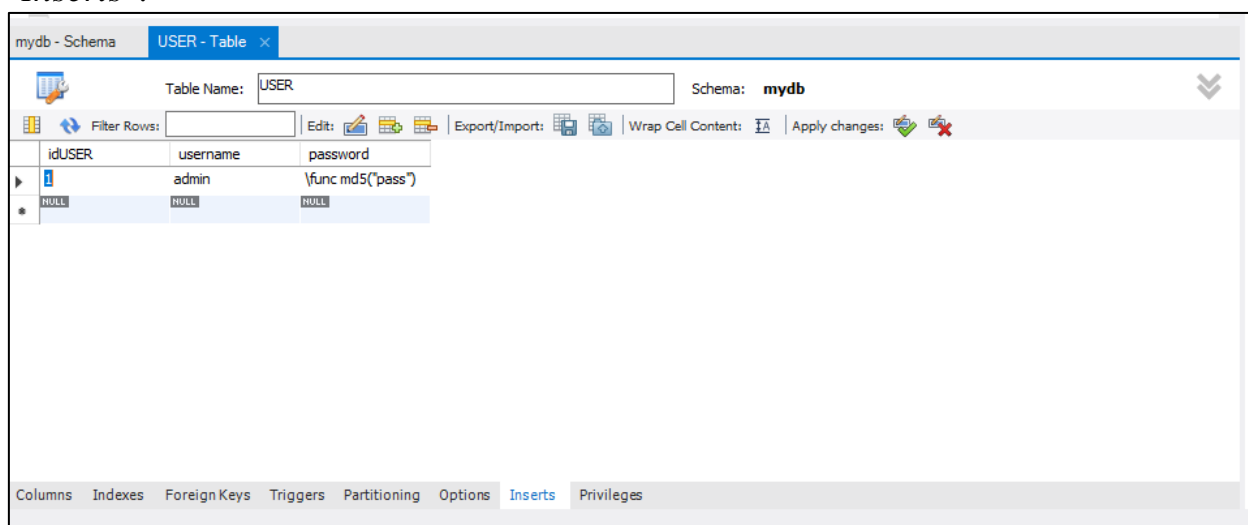 mydb - Schema USER - Table ×
Table Name: USER Schema: mydb
Filter Rows: Edit: Export/Import: Wrap Cell Content: Apply changes:
idUSER username password
1 admin \func md5("pass")
NULL NULL NULL
Columns Indexes Foreign Keys Triggers Partitioning Options Inserts Privileges